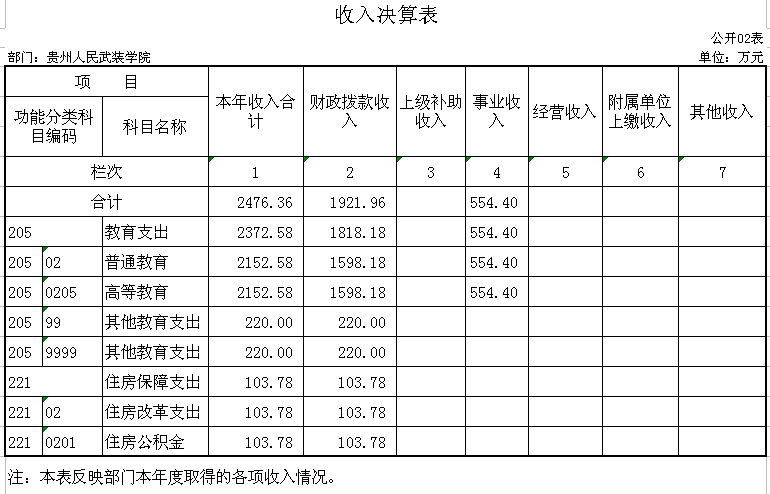 收入决算表
公开02表
部门：贵州人民武装学院 单位：万元
项 目 本年收入合计 财政拨款收入 上级补助收入 事业收入 经营收入 附属单位上缴收入 其他收入
功能分类科目编码 科目名称
栏次 1 2 3 4 5 6 7
合计 2476.36 1921.96 554.40
205 教育支出 2372.58 1818.18 554.40
205 02 普通教育 2152.58 1598.18 554.40
205 0205 高等教育 2152.58 1598.18 554.40
205 99 其他教育支出 220.00 220.00
205 9999 其他教育支出 220.00 220.00
221 住房保障支出 103.78 103.78
221 02 住房改革支出 103.78 103.78
221 0201 住房公积金 103.78 103.78
注：本表反映部门本年度取得的各项收入情况。